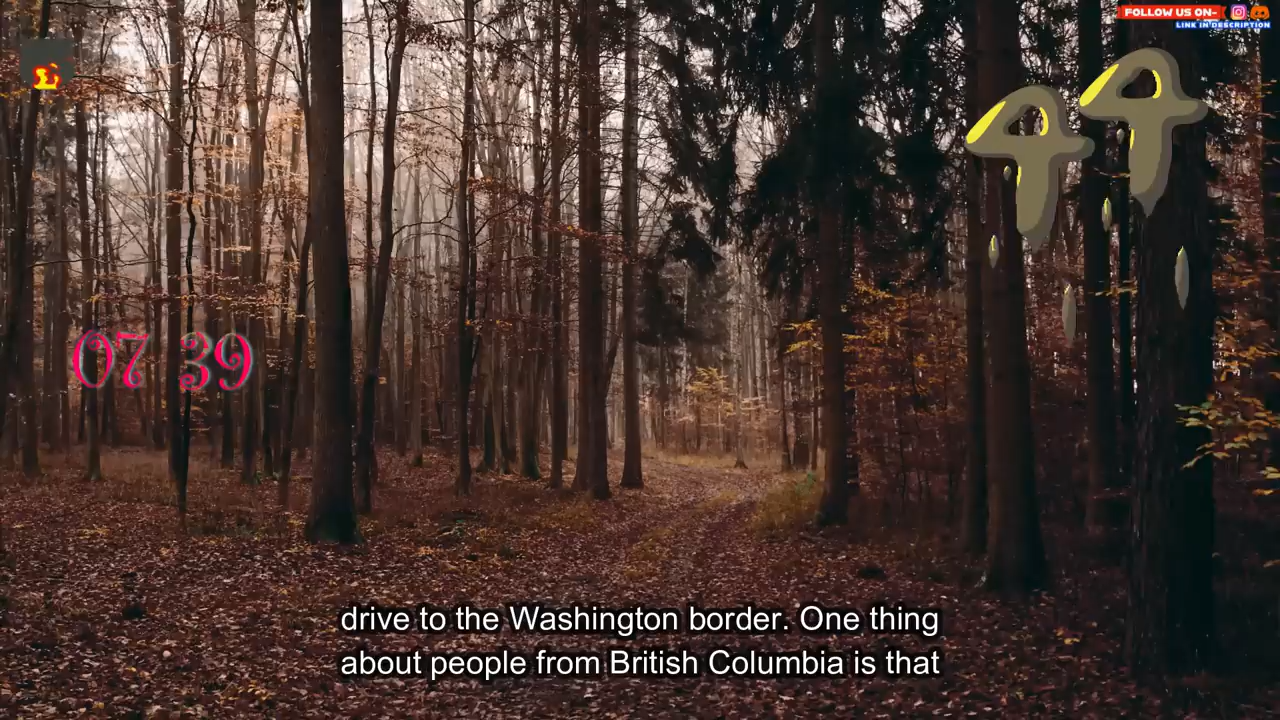 FOLLOW US ON-
LINK IN DESCRIPTION
44
07 39
drive to the Washington border. One thing
about people from British Columbia is that